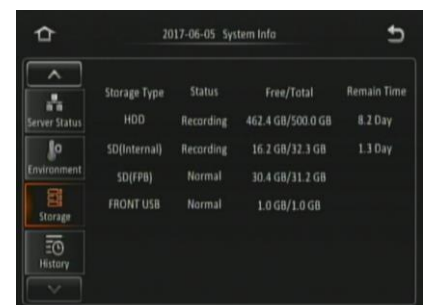 2017-06-05 System Info
Storage Type Status Free/Total Remain Time
Server Status
HDD Recording 462.4 GB/500.0 GB 8.2 Day
SD(Internal) Recording 16.2 GB/32.3 GB 1.3 Day
Environment
SD(FPB) Normal 30.4 GB/31.2 GB
FRONT USB Normal 1.0 GB/1.0 GB
Storage
History